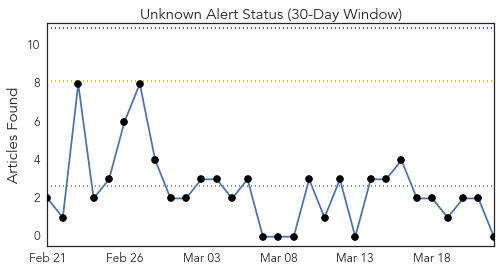 Unknown Alert Status (30-Day Window)
Articles Found
10
8
6
4
2
0
Feb 21
Feb 26
Mar 03
Mar 08
Mar 13
Mar 18